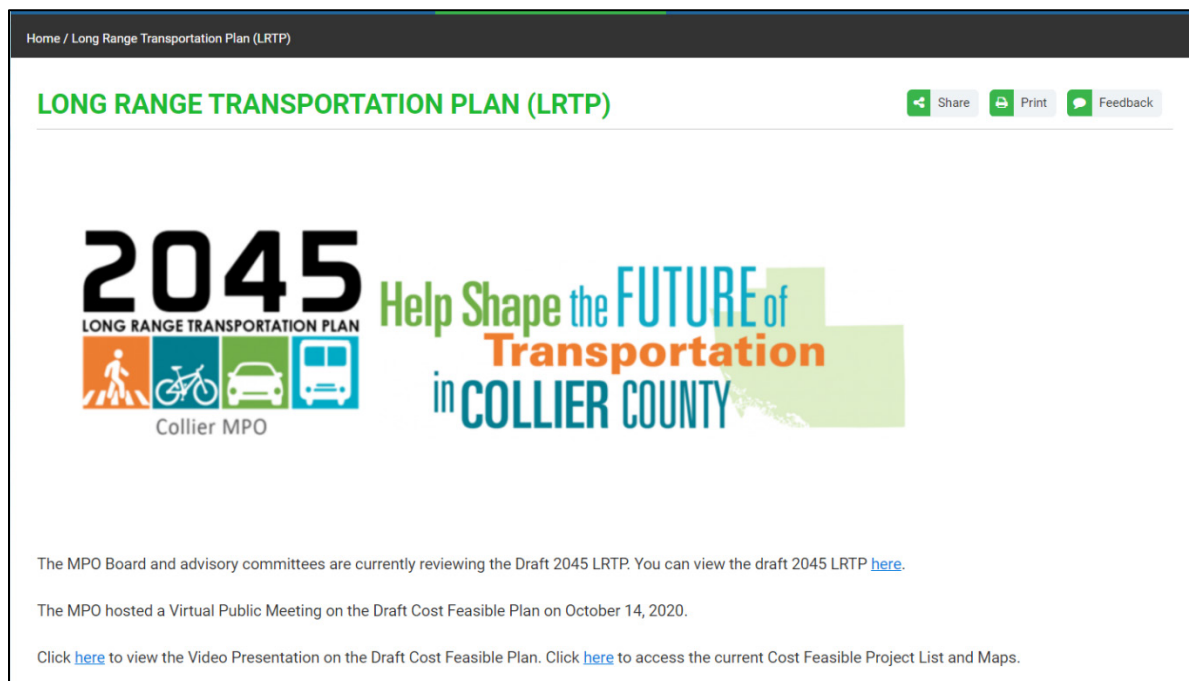 Home / Long Range Transportation Plan (LRTP)
LONG RANGE TRANSPORTATION PLAN (LRTP)
Share
Print
Feedback
2045
LONG RANGE TRANSPORTATION PLAN
Collier MPO
Help Shape the FUTURE of
Transportation
in COLLIER COUNTY
The MPO Board and advisory committees are currently reviewing the Draft 2045 LRTP. You can view the draft 2045 LRTP here.
The MPO hosted a Virtual Public Meeting on the Draft Cost Feasible Plan on October 14, 2020.
Click here to view the Video Presentation on the Draft Cost Feasible Plan. Click here to access the current Cost Feasible Project List and Maps.